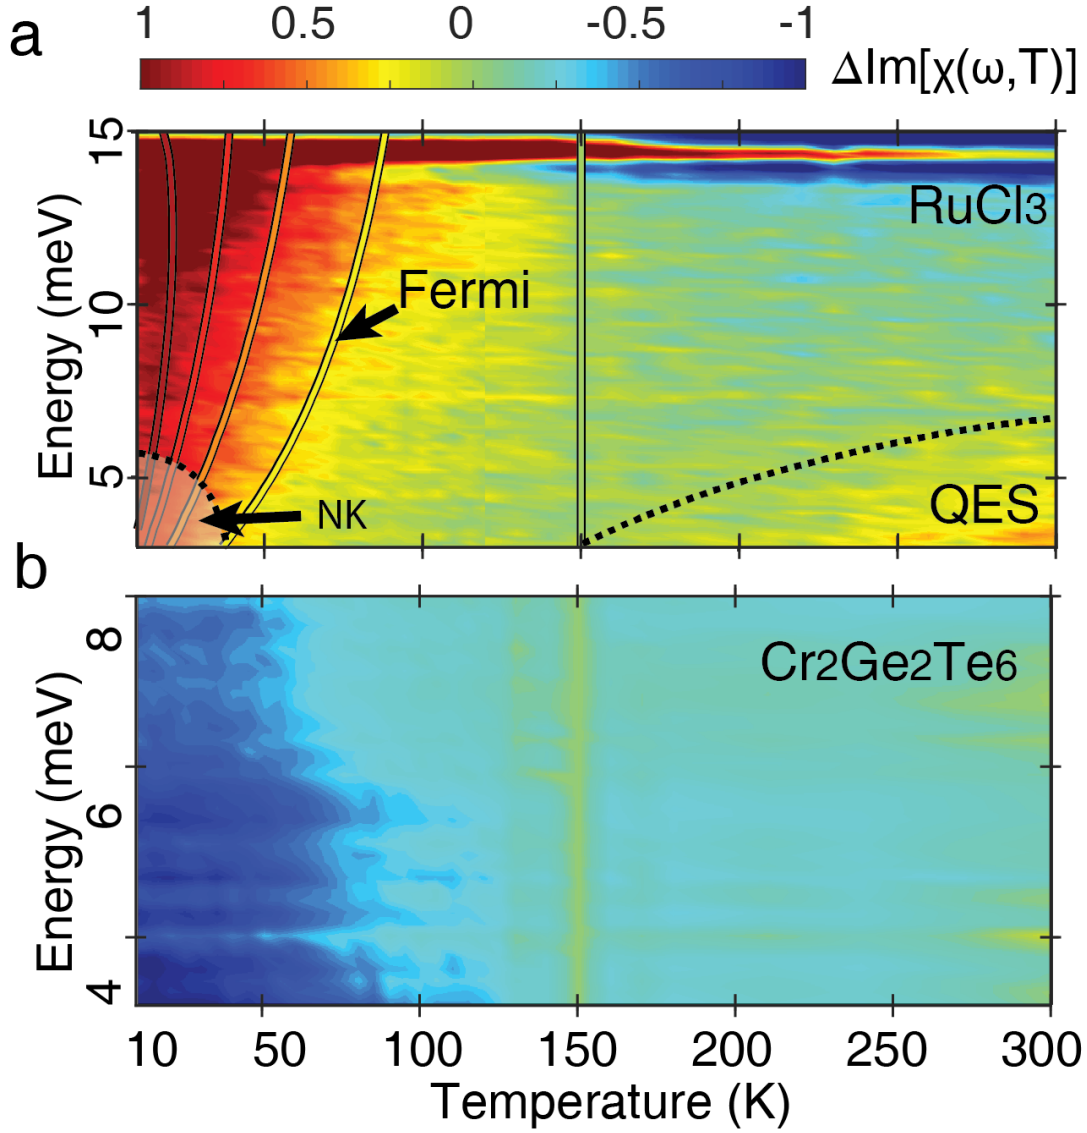 a
1 0.5 0 -0.5 -1
ΔIm[χ(ω,T)]
15
10
5
Energy (meV)
RuCl3
Fermi
NK
QES
b
8
6
4
Energy (meV)
Cr2Ge2Te6
10 50 100 150 200 250 300
Temperature (K)